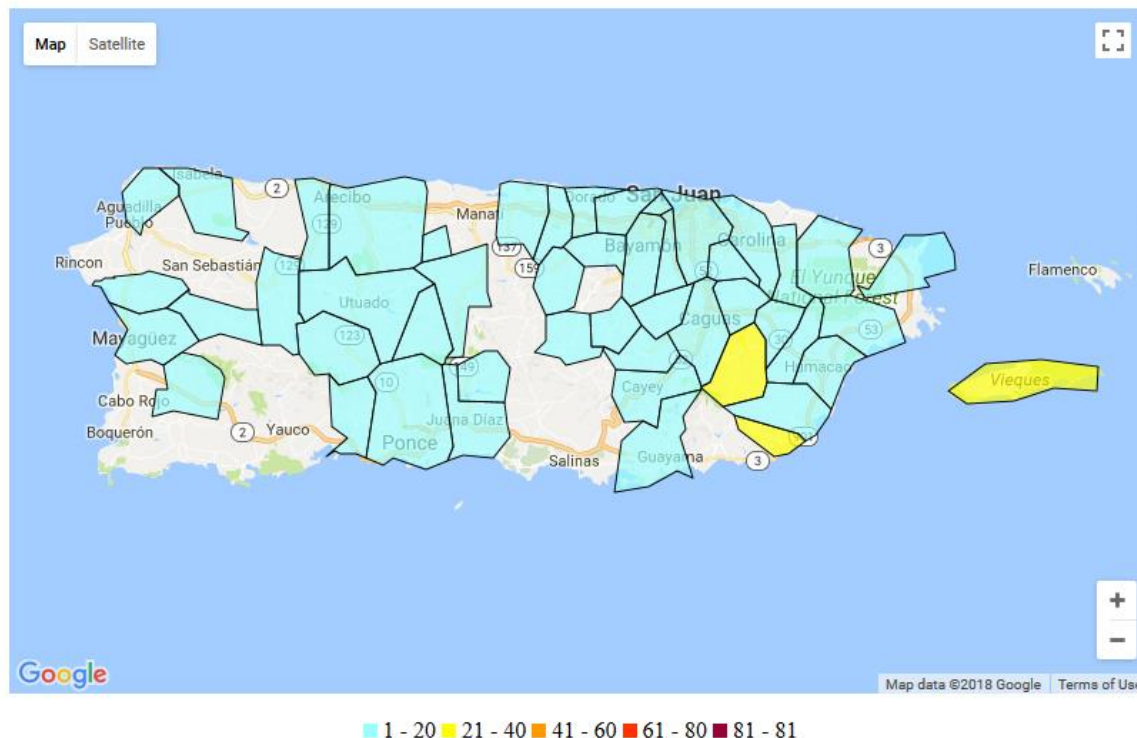 Map Satellite
Isabela
2
Arecibo
Dorado
San Juan
Aguadilla
Pueblo
129
Manatí
Bayamón
Carolina
3
137
Rincon
San Sebastián
129
159
52
El Yunque
National Forest
Flamenco
Utuado
Caguas
Mayagüez
123
30
53
149
Humacao
Vieques
10
Cayey
Cabo Rojo
Juana Díaz
Boquerón
2
Yauco
Ponce
Salinas
Guayama
3
+
−
Google
Map data ©2018 Google Terms of Use
1 - 20 21 - 40 41 - 60 61 - 80 81 - 81